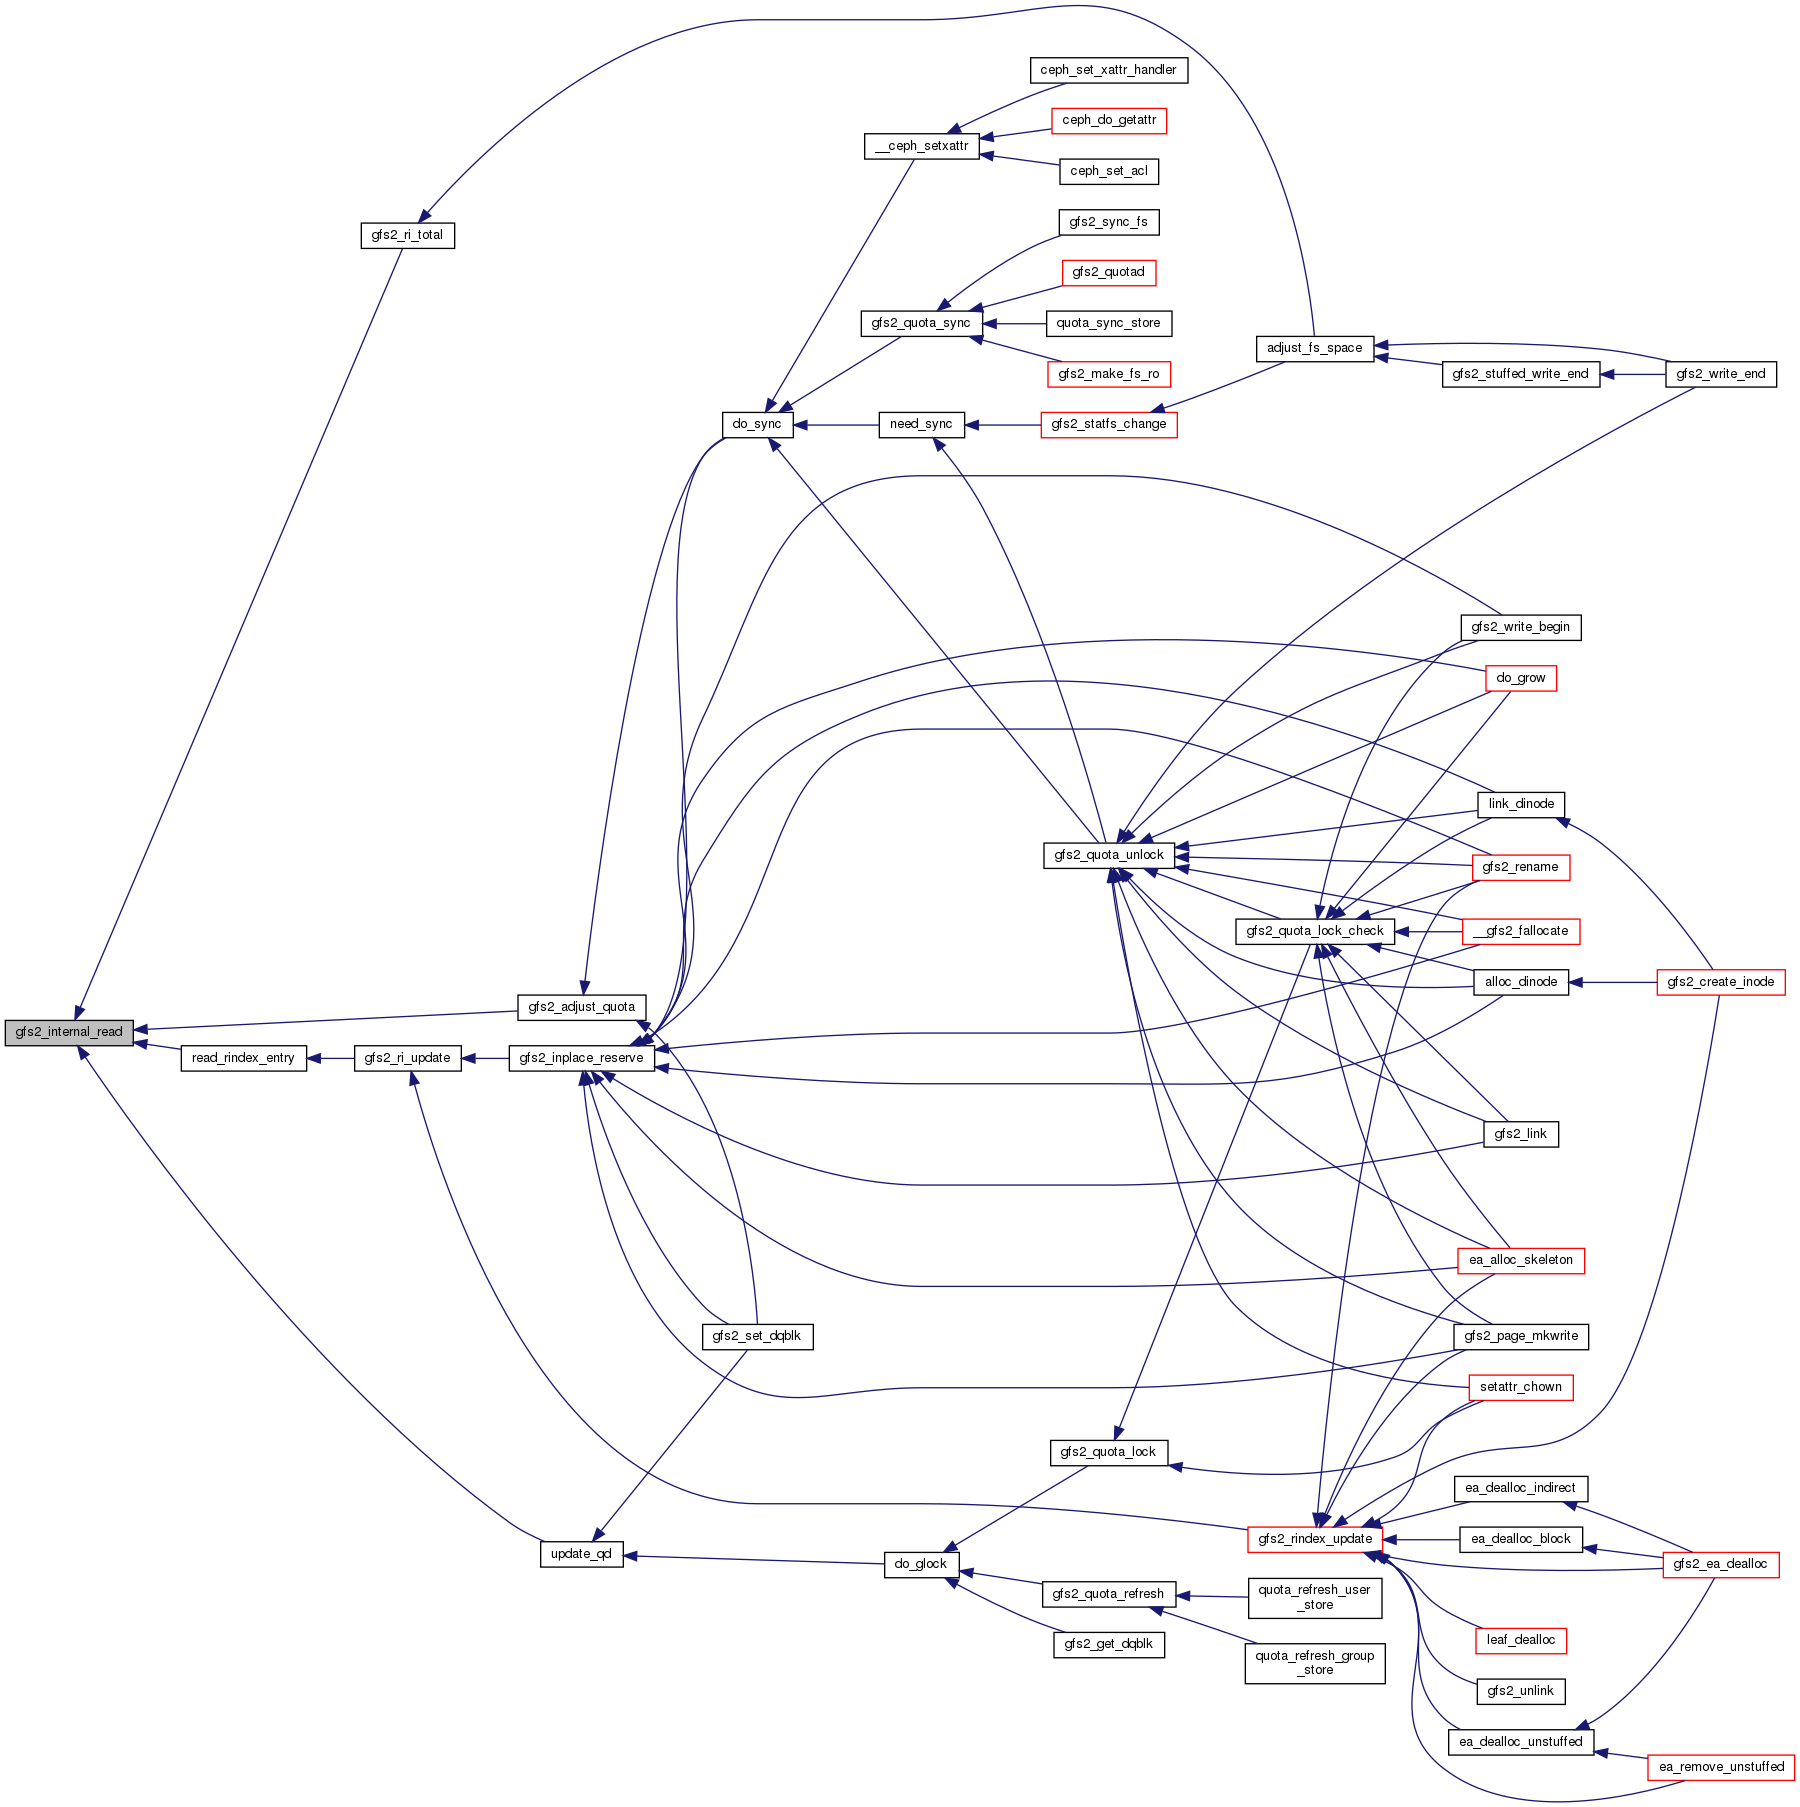 ceph_set_xattr_handler
ceph_do_getattr
__ceph_setxattr
ceph_set_acl
gfs2_sync_fs
gfs2_ri_total
gfs2_quotad
gfs2_quota_sync
quota_sync_store
adjust_fs_space
gfs2_make_fs_ro
gfs2_stuffed_write_end
gfs2_write_end
do_sync
need_sync
gfs2_statfs_change
gfs2_write_begin
do_grow
link_dinode
gfs2_quota_unlock
gfs2_rename
gfs2_quota_lock_check
__gfs2_fallocate
alloc_dinode
gfs2_create_inode
gfs2_adjust_quota
gfs2_internal_read
read_rindex_entry
gfs2_ri_update
gfs2_inplace_reserve
gfs2_link
ea_alloc_skeleton
gfs2_set_dqblk
gfs2_page_mkwrite
setattr_chown
gfs2_quota_lock
ea_dealloc_indirect
gfs2_rindex_update
ea_dealloc_block
update_qd
do_glock
gfs2_ea_dealloc
gfs2_quota_refresh
quota_refresh_user
_store
gfs2_get_dqblk
leaf_dealloc
quota_refresh_group
_store
gfs2_unlink
ea_dealloc_unstuffed
ea_remove_unstuffed